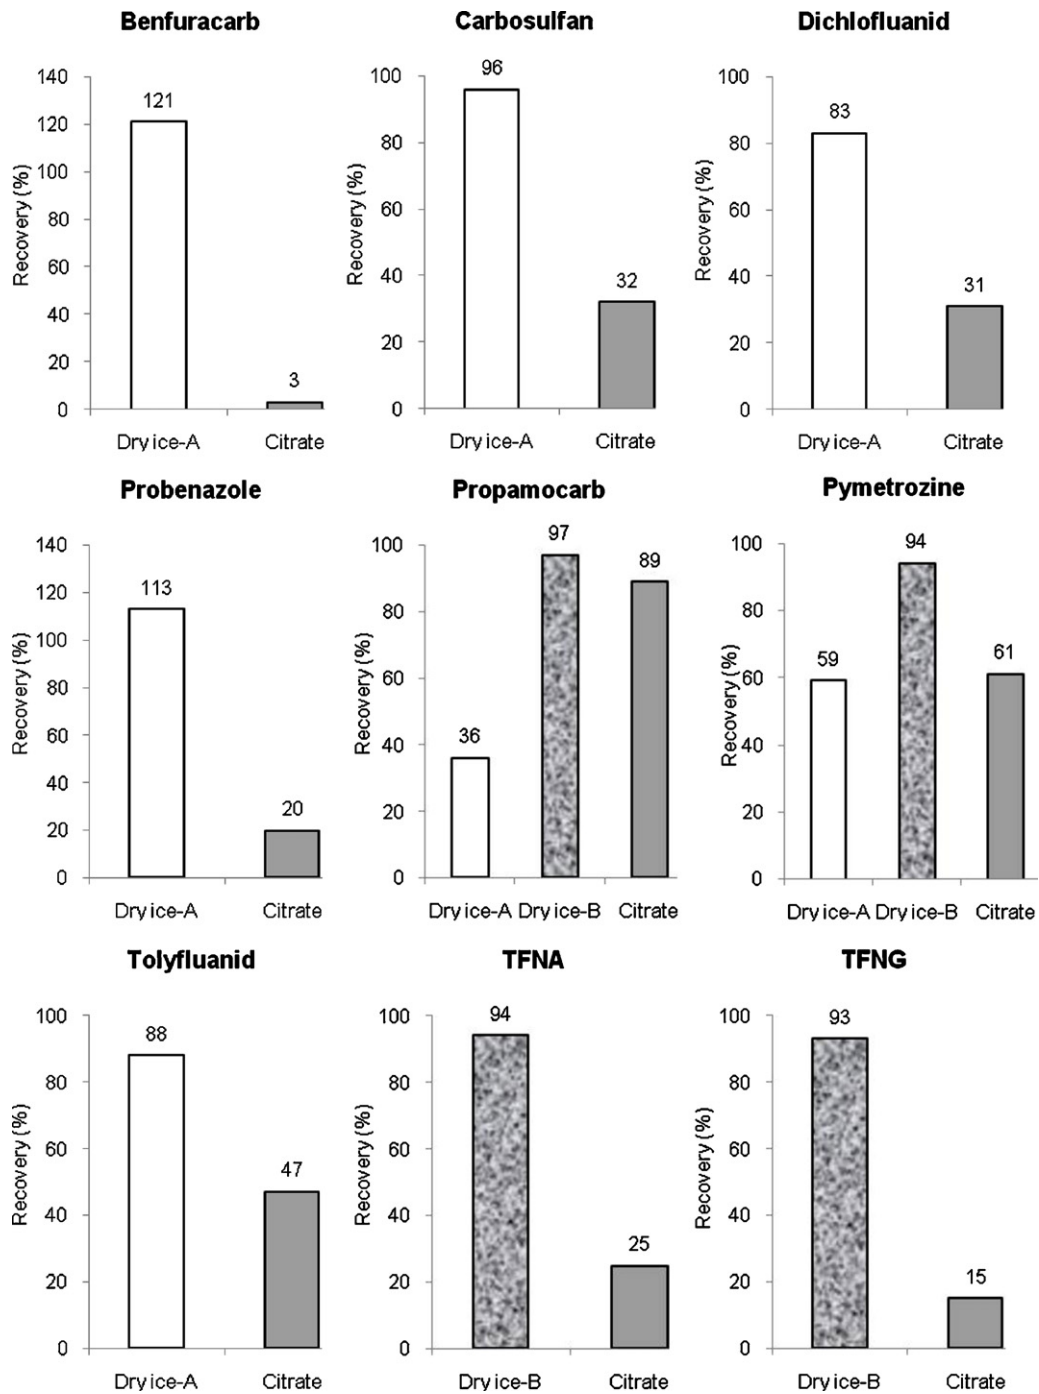 Benfuracarb
140
120
100
80
60
40
20
0
Recovery (%)
121
3
Dry ice-A Citrate
Carbosulfan
100
80
60
40
20
0
Recovery (%)
96
32
Dry ice-A Citrate
Dichlofluanid
100
80
60
40
20
0
Recovery (%)
83
31
Dry ice-A Citrate
Probenazole
140
120
100
80
60
40
20
0
Recovery (%)
113
20
Dry ice-A Citrate
Propamocarb
100
80
60
40
20
0
Recovery (%)
36
97
89
Dry ice-A Dry ice-B Citrate
Pymetrozine
100
80
60
40
20
0
Recovery (%)
59
94
61
Dry ice-A Dry ice-B Citrate
Tolyfluanid
100
80
60
40
20
0
Recovery (%)
88
47
Dry ice-A Citrate
TFNA
100
80
60
40
20
0
Recovery (%)
94
25
Dry ice-B Citrate
TFNG
100
80
60
40
20
0
Recovery (%)
93
15
Dry ice-B Citrate